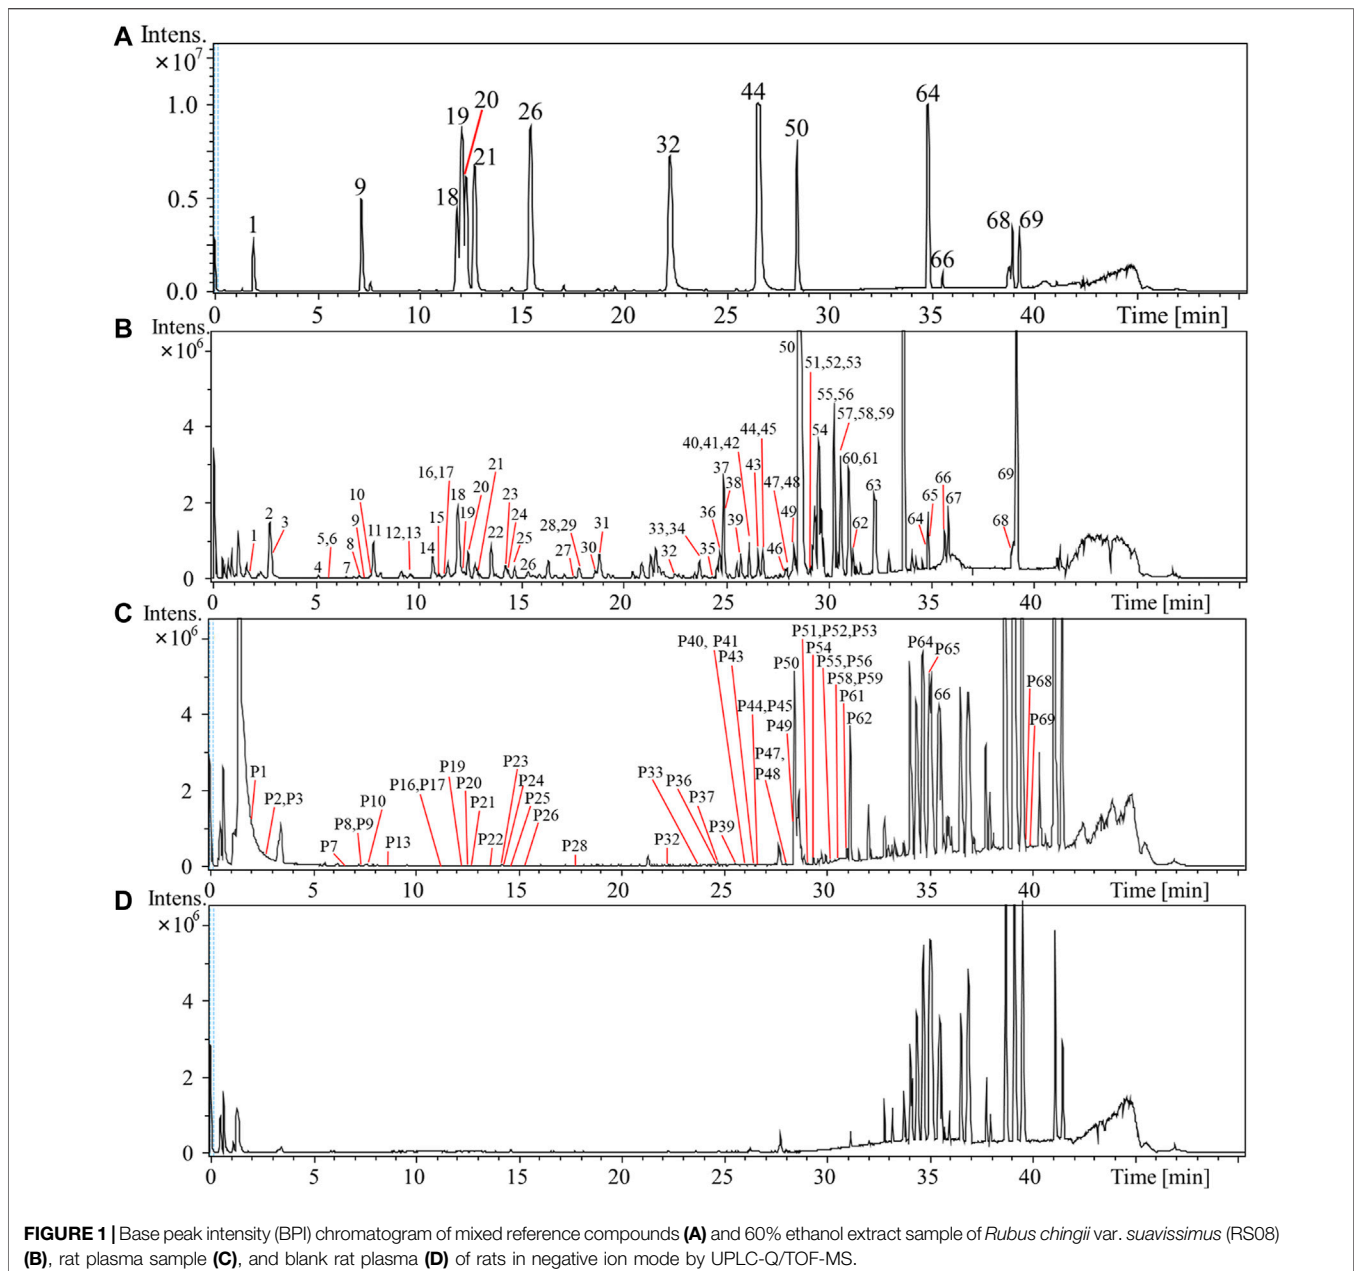 A Intens.
×10⁷
1.0
0.5
0.0
1
9
18
19
20
21
26
32
44
50
64
66
68
69
0 5 10 15 20 25 30 35 40 Time [min]
B Intens.
×10⁶
4
2
0
1
2
3
4
5,6
7
8
9
10
11
12,13
14
15
16,17
18
19
20
21
22
23
24
25
26
27
28,29
30
31
32
33,34
35
36
37
38
39
40,41,42
43
44,45
46
47,48
49
50
51,52,53
54
55,56
57,58,59
60,61
62
63
64
65
66
67
68
69
0 5 10 15 20 25 30 35 40 Time [min]
C Intens.
×10⁶
4
2
0
P1
P2,P3
P7
P8,P9
P10
P13
P16,P17
P19
P20
P21
P22
P23
P24
P25
P26
P28
P32
P33
P36
P37
P39
P40, P41
P43
P44,P45
P47,
P48
P49
P50
P51,P52,P53
P54
P55,P56
P58,P59
P61
P62
P64
P65
66
P68
P69
0 5 10 15 20 25 30 35 40 Time [min]
D Intens.
×10⁶
4
2
0
0 5 10 15 20 25 30 35 40 Time [min]
FIGURE 1 | Base peak intensity (BPI) chromatogram of mixed reference compounds (A) and 60% ethanol extract sample of Rubus chingii var. suavissimus (RS08)
(B), rat plasma sample (C), and blank rat plasma (D) of rats in negative ion mode by UPLC-Q/TOF-MS.